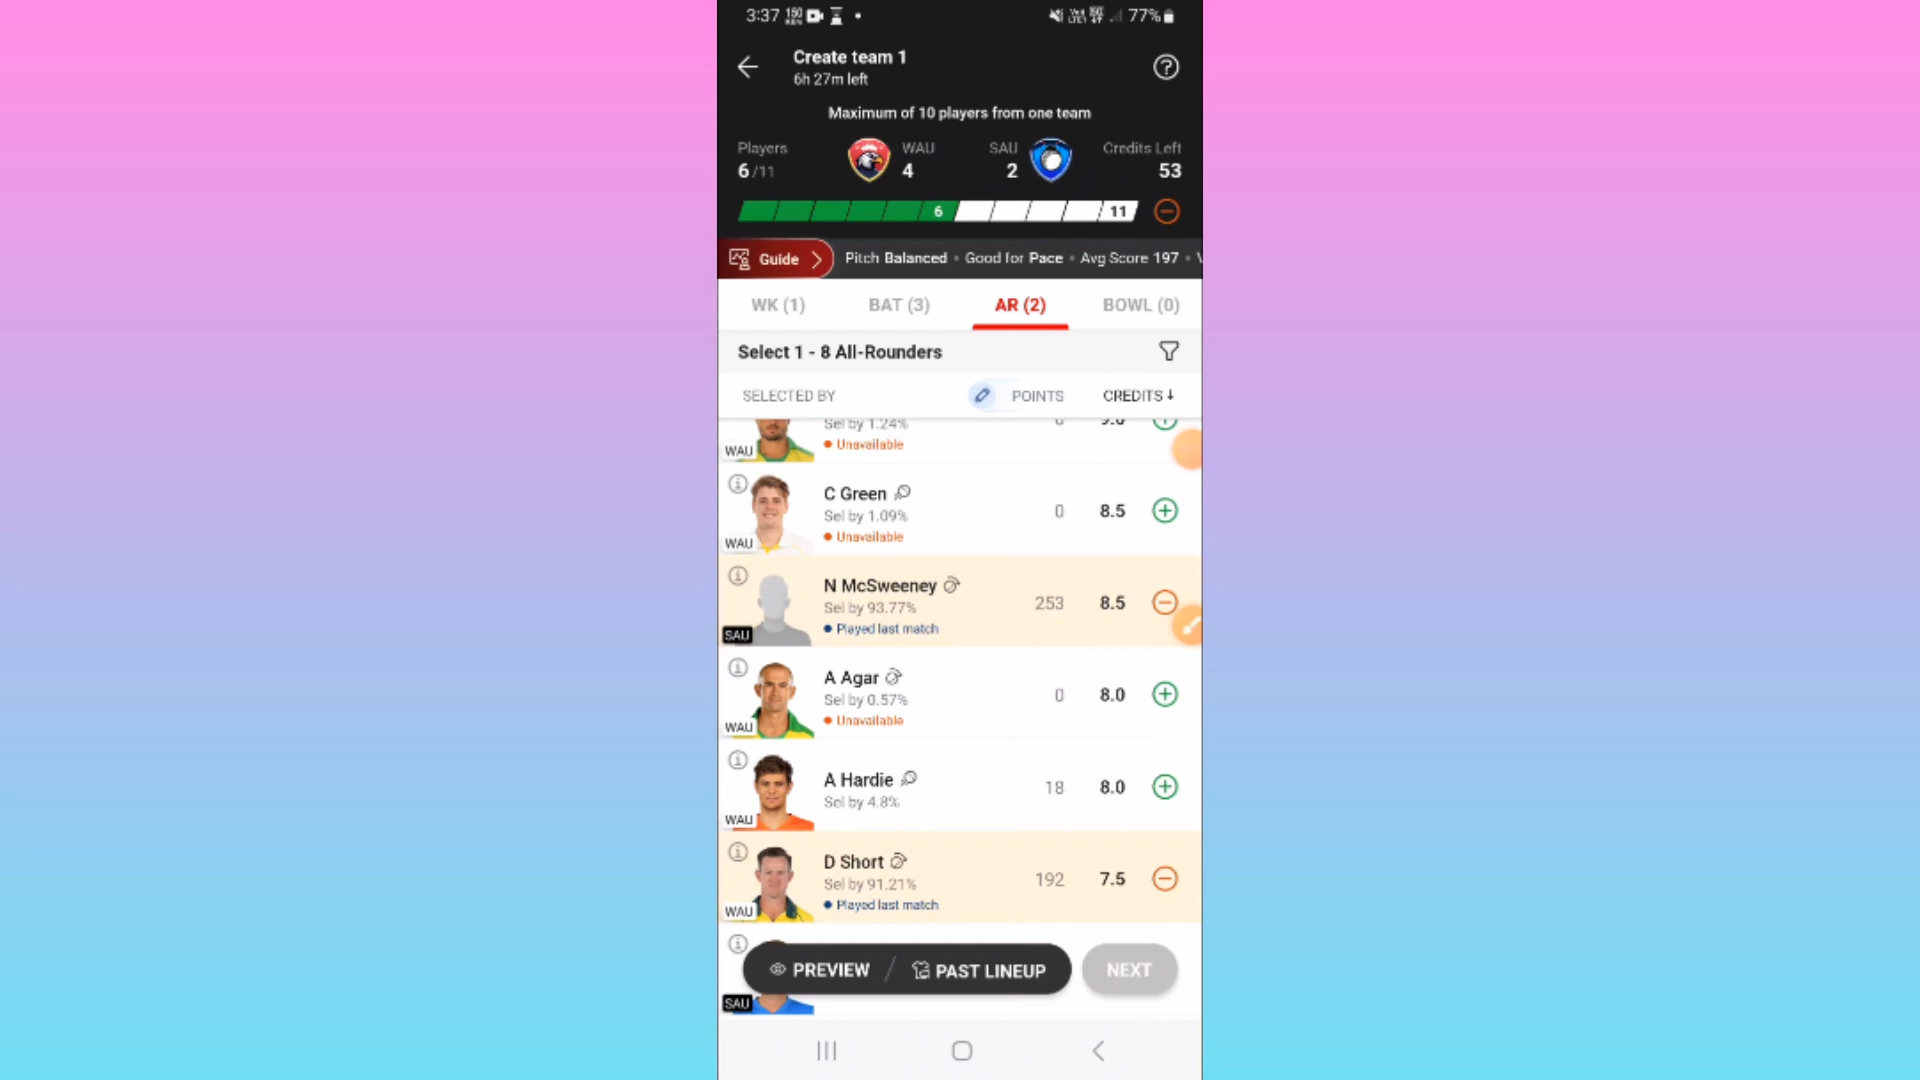 3:37
77%
Create team 1
6h 27m left
Maximum of 10 players from one team
Players
6/11
WAU
4
SAU
2
Credits Left
53
6
11
Guide
Pitch Balanced • Good for Pace • Avg Score 197 •
WK (1)
BAT (3)
AR (2)
BOWL (0)
Select 1 - 8 All-Rounders
SELECTED BY
POINTS
CREDITS↓
Sel by 1.24%
Unavailable
WAU
C Green
Sel by 1.09%
Unavailable
WAU
0
8.5
N McSweeney
Sel by 93.77%
Played last match
SAU
253
8.5
A Agar
Sel by 0.57%
Unavailable
WAU
0
8.0
A Hardie
Sel by 4.8%
WAU
18
8.0
D Short
Sel by 91.21%
Played last match
WAU
192
7.5
PREVIEW / PAST LINEUP
NEXT
SAU